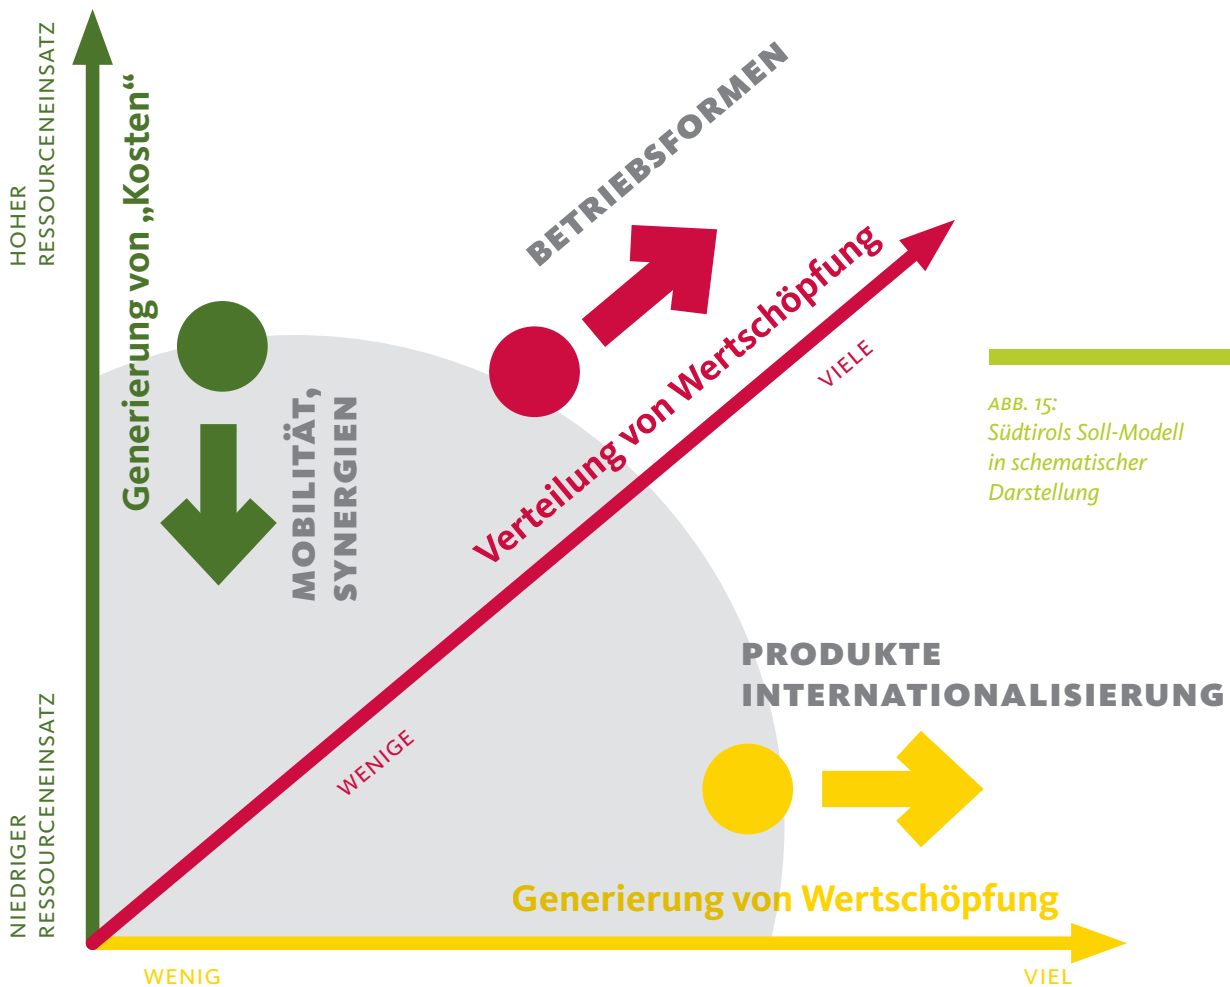 HOHER
RESSOURCENEINSATZ
Generierung von „Kosten“
BETRIEBSFORMEN
Verteilung von Wertschöpfung
VIELE
ABB. 15:
Südtirols Soll-Modell
in schematischer
Darstellung
MOBILITÄT,
SYNERGIEN
PRODUKTE
INTERNATIONALISIERUNG
WENIGE
NIEDRIGER
RESSOURCENEINSATZ
Generierung von Wertschöpfung
WENIG
VIEL